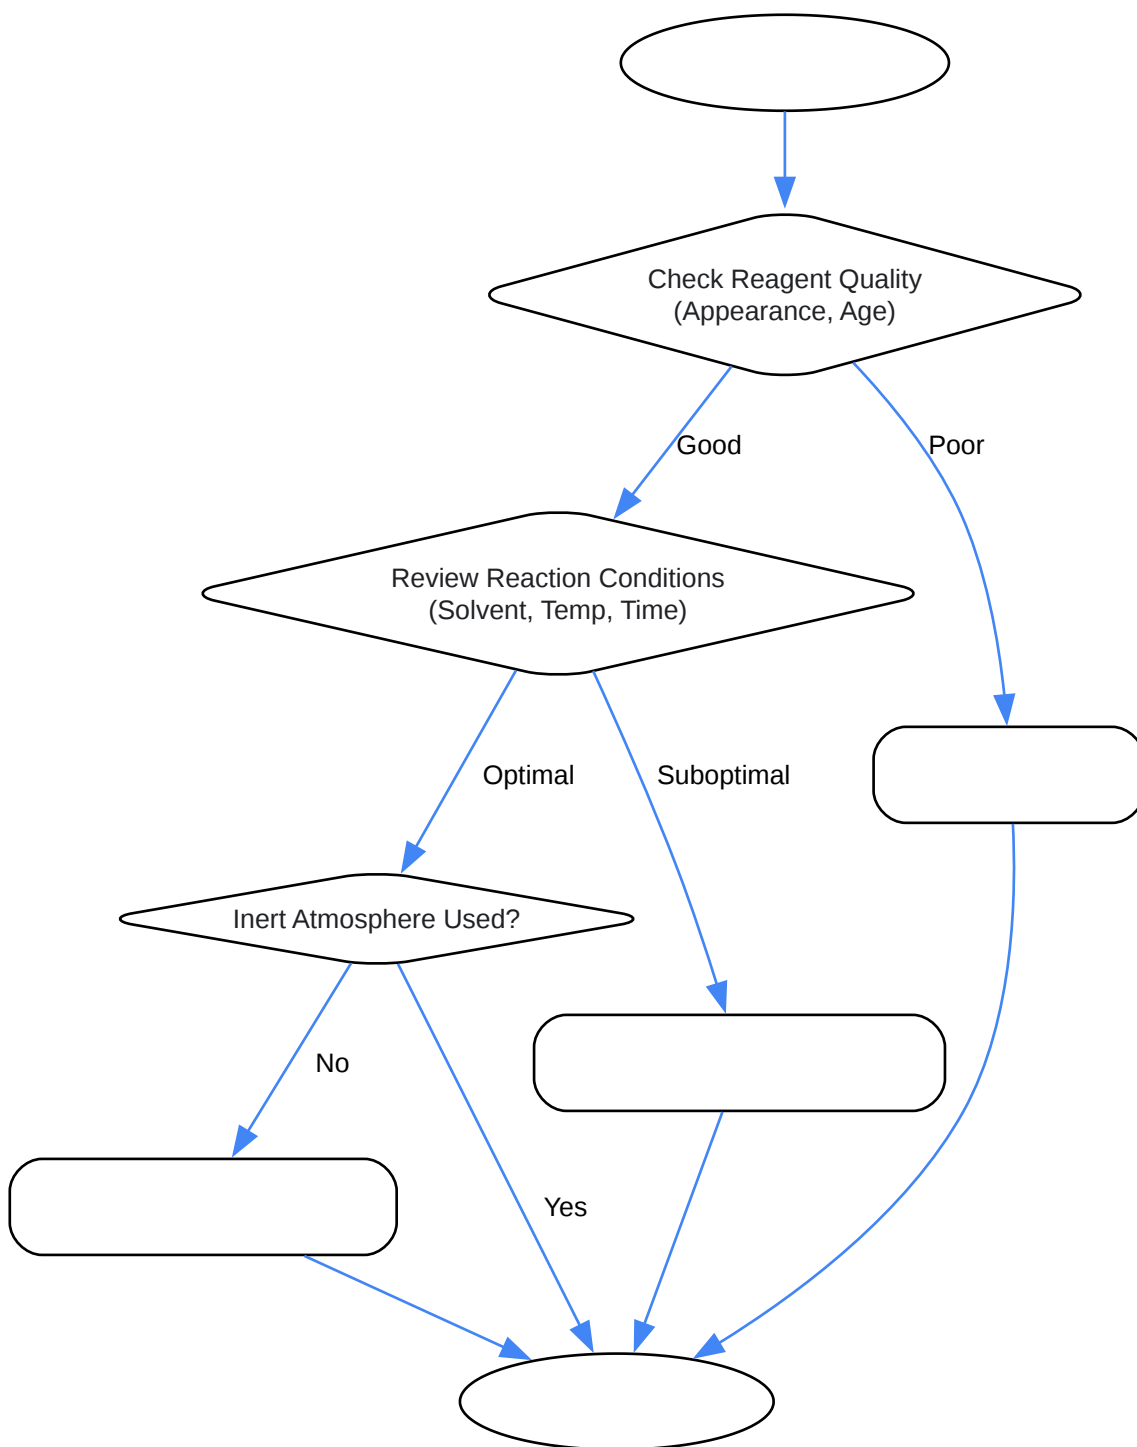 Check Reagent Quality
(Appearance, Age)
Good
Poor
Review Reaction Conditions
(Solvent, Temp, Time)
Optimal
Suboptimal
Inert Atmosphere Used?
No
Yes